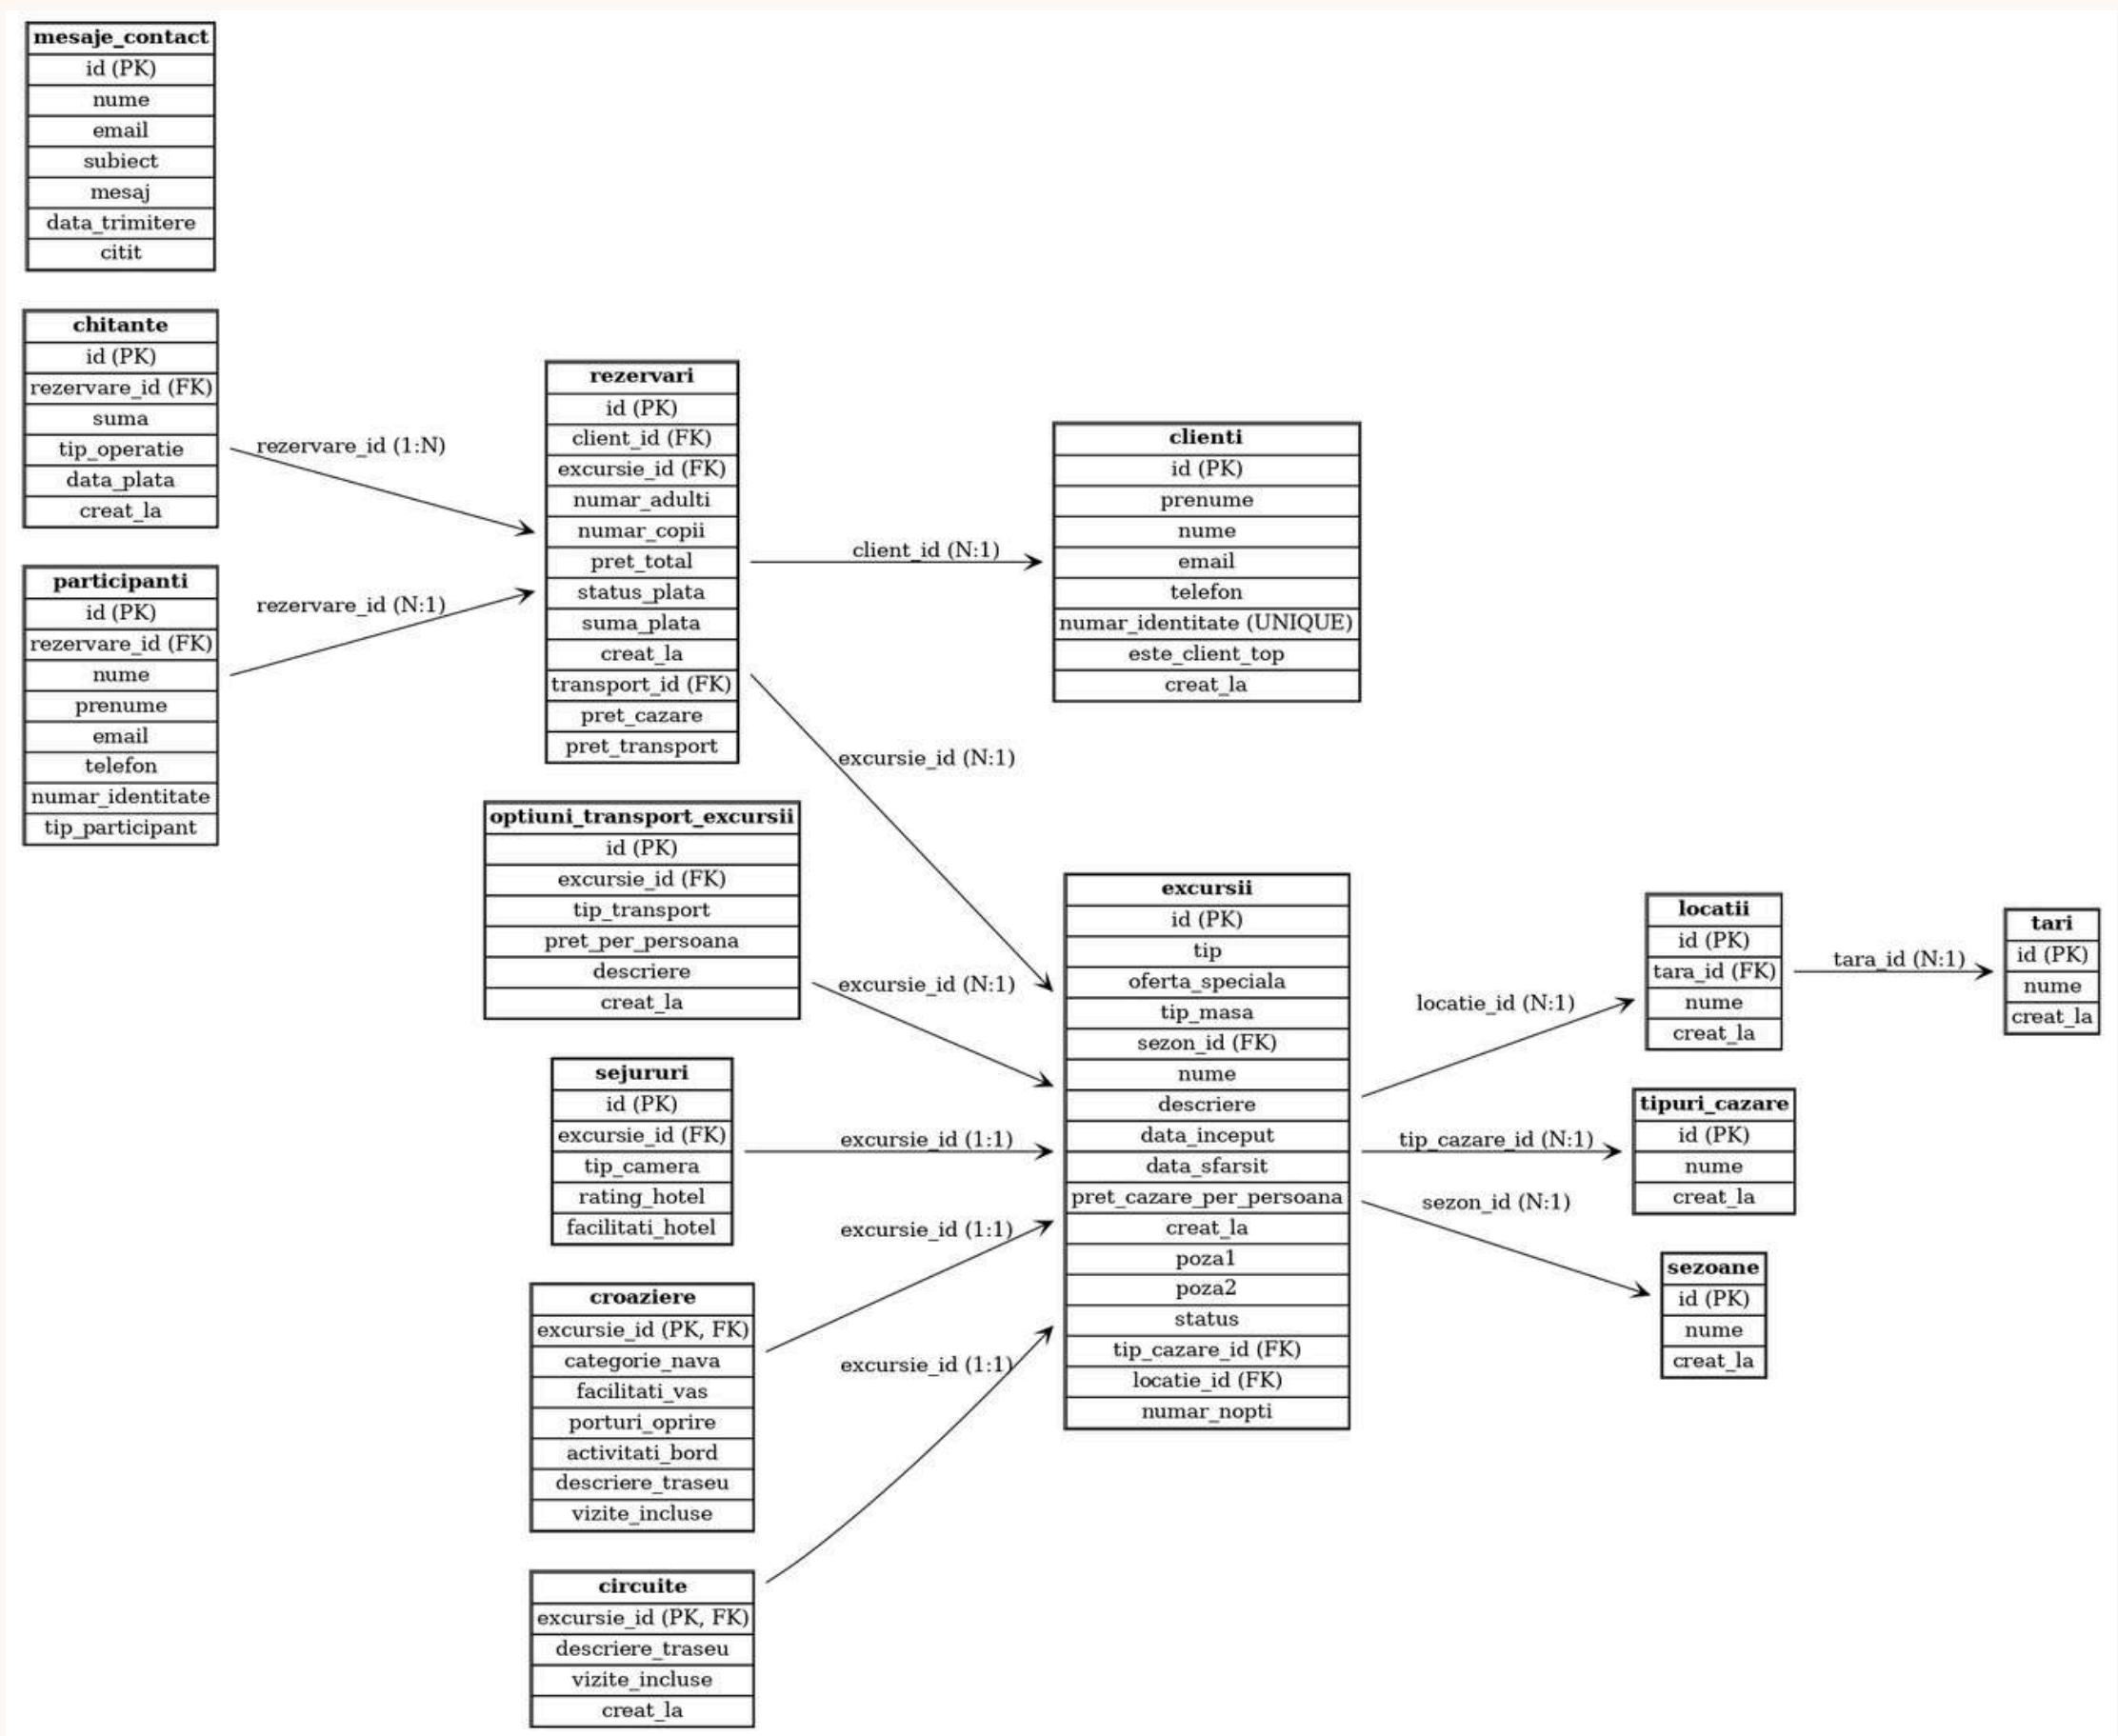 mesaje_contact
id (PK)
nume
email
subiect
mesaj
data_trimitere
citit
chitante
id (PK)
rezervare_id (FK)
suma
tip_operatie
data_plata
creat_la
rezervare_id (1:N)
participanti
id (PK)
rezervare_id (FK)
nume
prenume
email
telefon
numar_identitate
tip_participant
rezervare_id (N:1)
rezervari
id (PK)
client_id (FK)
excursie_id (FK)
numar_adulti
numar_copii
pret_total
status_plata
suma_plata
creat_la
transport_id (FK)
pret_cazare
pret_transport
client_id (N:1)
excursie_id (N:1)
clienti
id (PK)
prenume
nume
email
telefon
numar_identitate (UNIQUE)
este_client_top
creat_la
optiuni_transport_excursii
id (PK)
excursie_id (FK)
tip_transport
pret_per_persoana
descriere
creat_la
excursie_id (N:1)
sejururi
id (PK)
excursie_id (FK)
tip_camera
rating_hotel
facilitati_hotel
excursie_id (1:1)
croaziere
excursie_id (PK, FK)
categorie_nava
facilitati_vas
porturi_oprire
activitati_bord
descriere_traseu
vizite_incluse
excursie_id (1:1)
circuite
excursie_id (PK, FK)
descriere_traseu
vizite_incluse
creat_la
excursie_id (1:1)
excursii
id (PK)
tip
oferta_speciala
tip_masa
sezon_id (FK)
nume
descriere
data_inceput
data_sfarsit
pret_cazare_per_persoana
creat_la
poza1
poza2
status
tip_cazare_id (FK)
locatie_id (FK)
numar_nopti
locatie_id (N:1)
tip_cazare_id (N:1)
sezon_id (N:1)
locatii
id (PK)
tara_id (FK)
nume
creat_la
tara_id (N:1)
tari
id (PK)
nume
creat_la
tipuri_cazare
id (PK)
nume
creat_la
sezoane
id (PK)
nume
creat_la